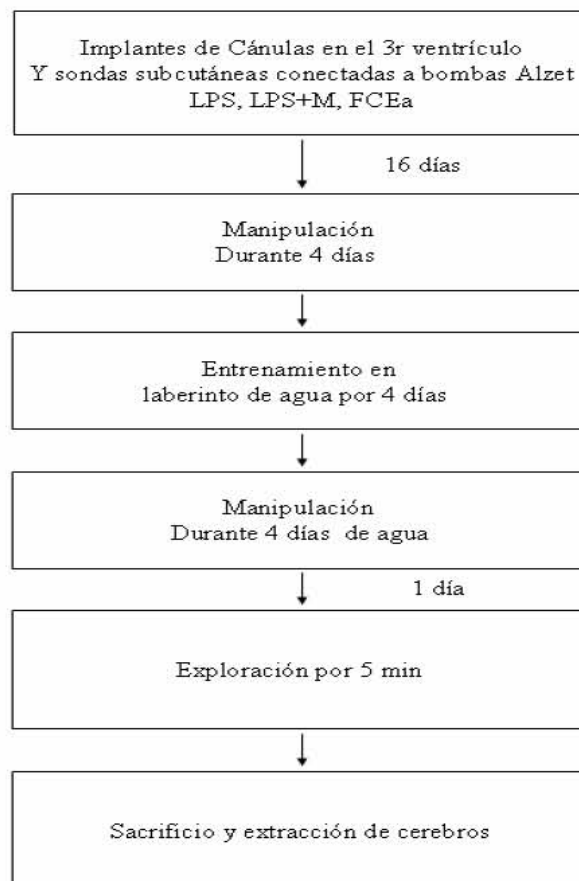 Implantes de Cánulas en el 3r ventrículo
Y sondas subcutáneas conectadas a bombas Alzet
LPS, LPS+M, FCEa
16 días
Manipulación
Durante 4 días
Entrenamiento en
laberinto de agua por 4 días
Manipulación
Durante 4 días de agua
1 día
Exploración por 5 min
Sacrificio y extracción de cerebros